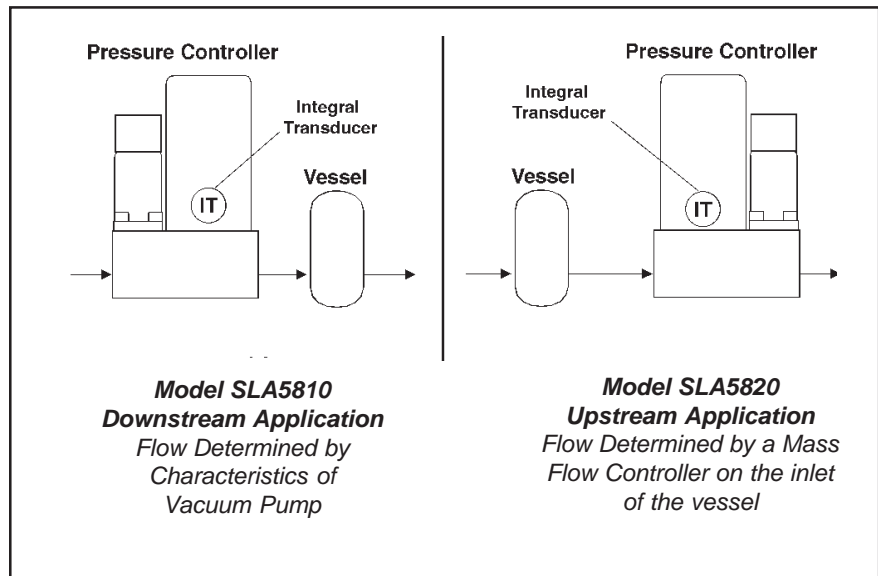 Pressure Controller
Integral
Transducer
Vessel
IT
Model SLA5810
Downstream Application
Flow Determined by
Characteristics of
Vacuum Pump
Pressure Controller
Integral
Transducer
Vessel
IT
Model SLA5820
Upstream Application
Flow Determined by a Mass
Flow Controller on the inlet
of the vessel